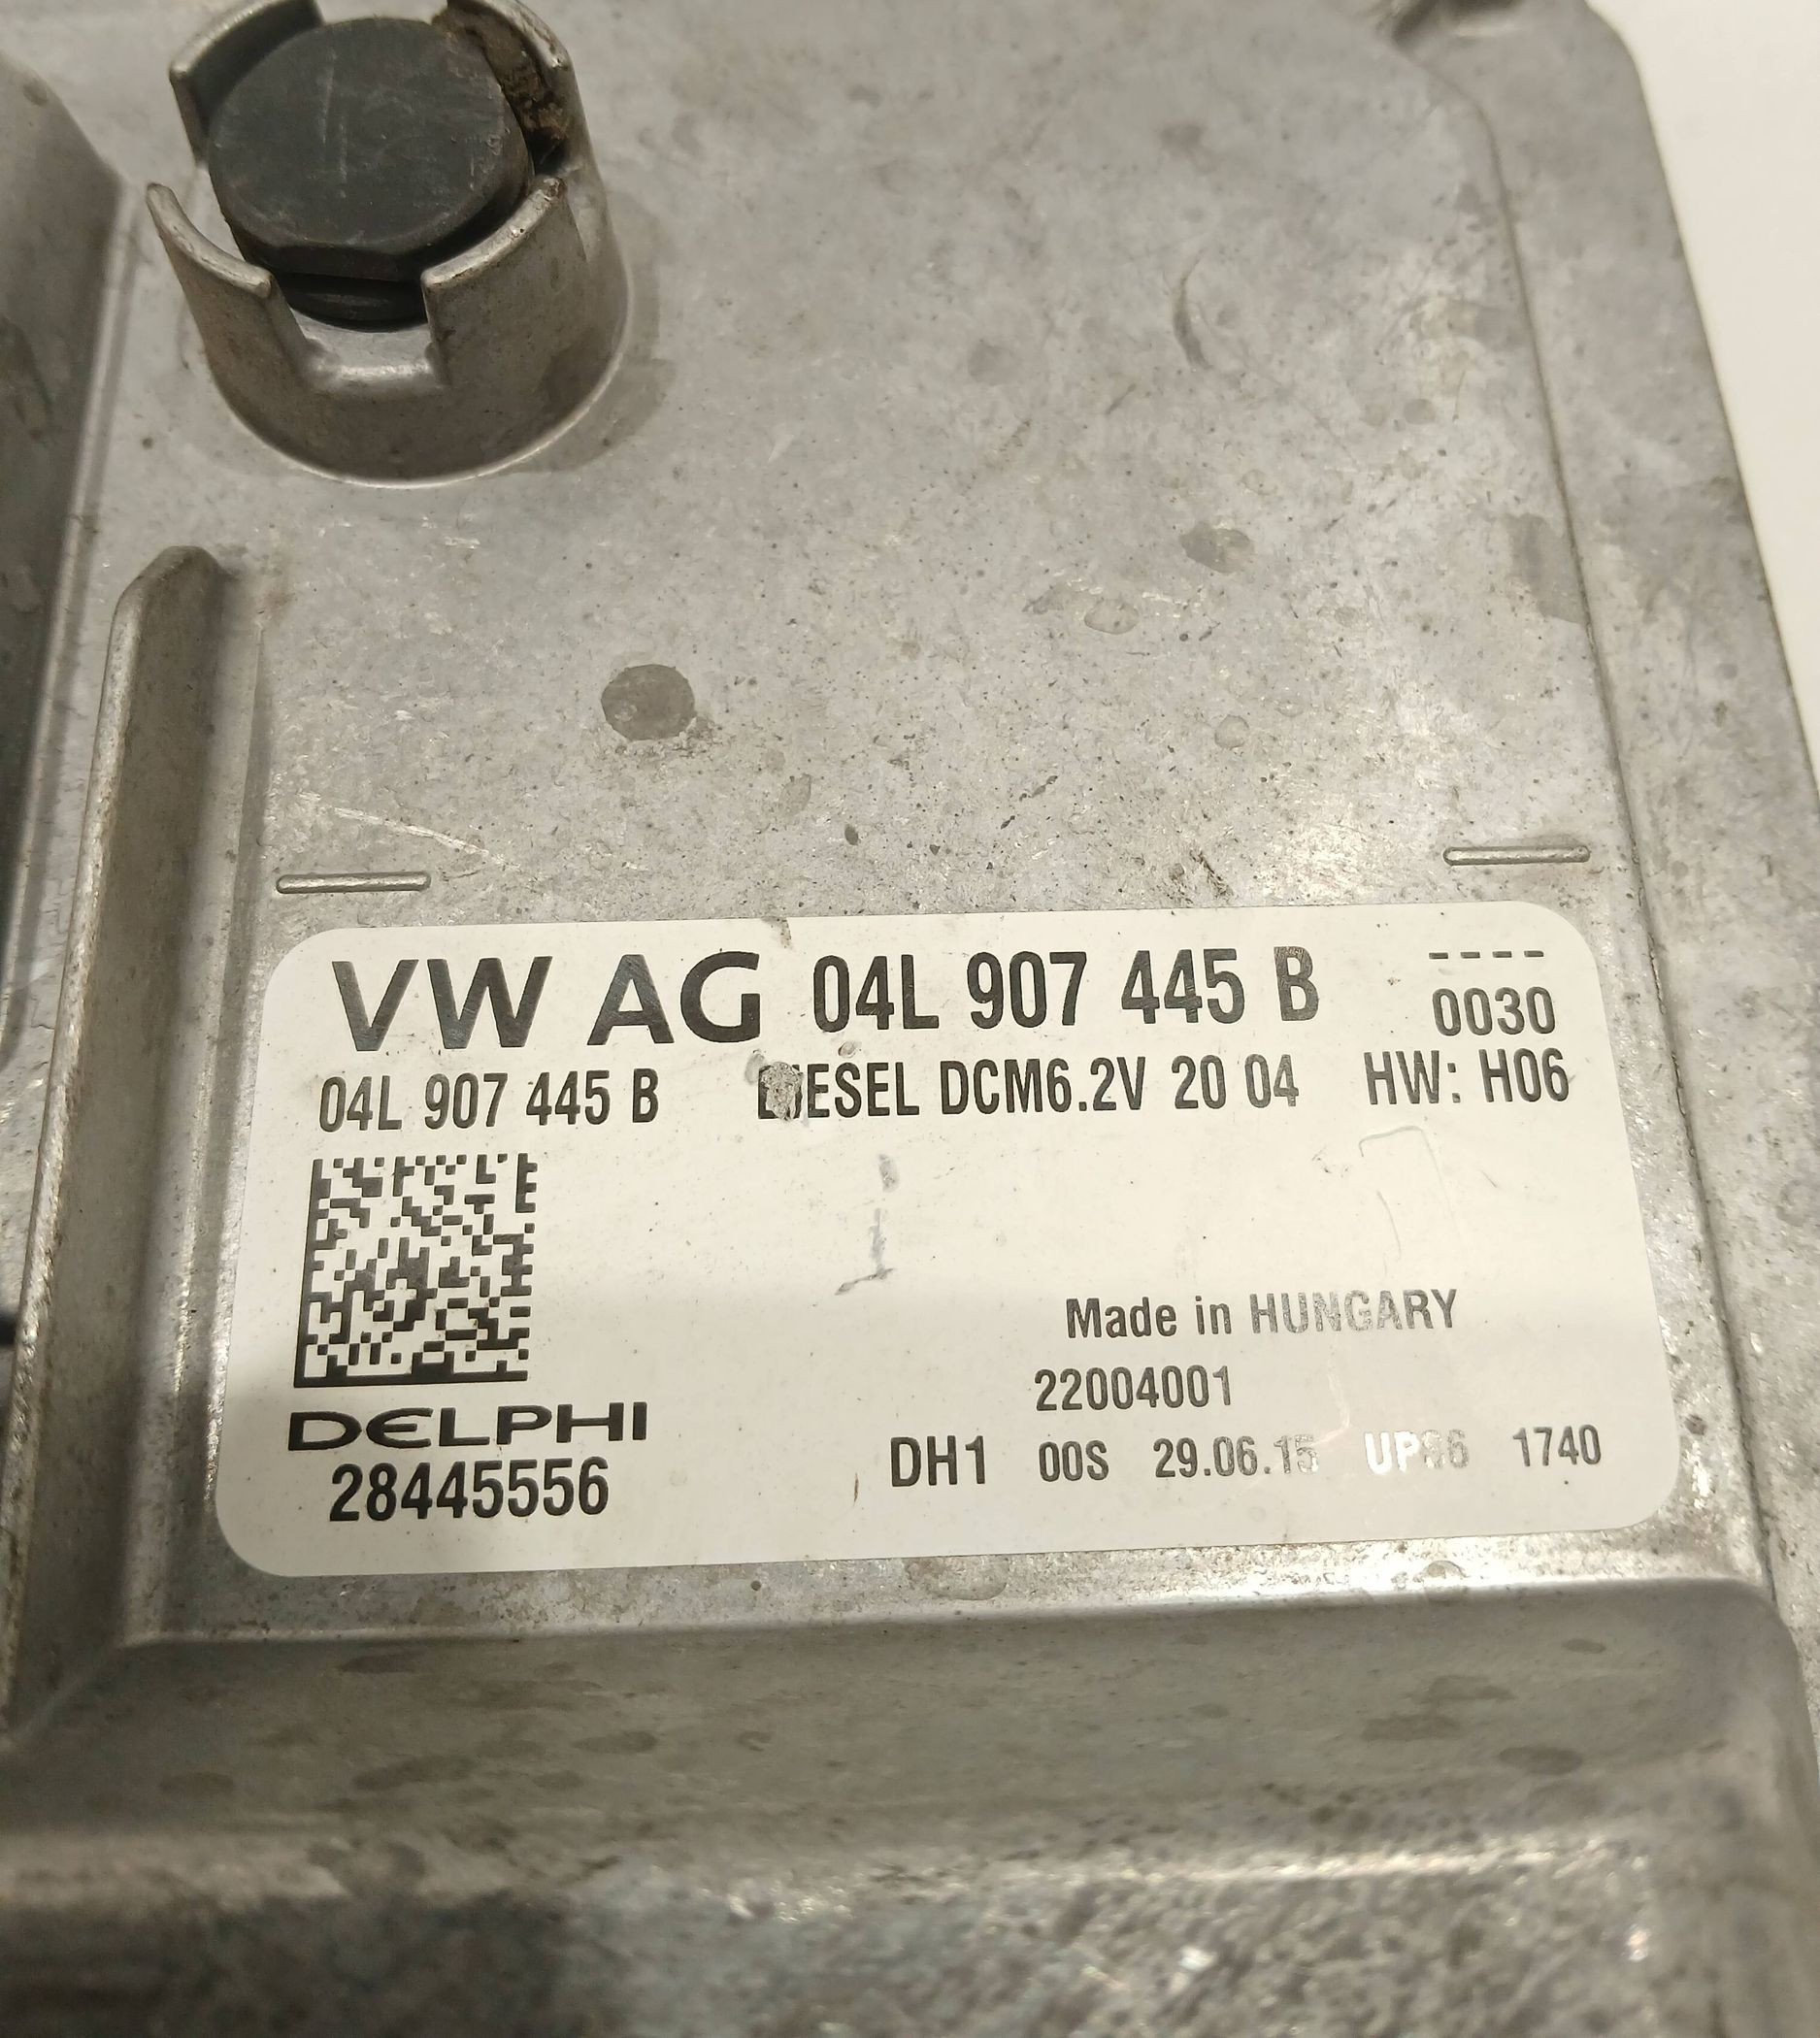 VW AG 04L 907 445 B ----
0030
04L 907 445 B DIESEL DCM6.2V 20 04 HW: H06
Made in HUNGARY
22004001
DELPHI
28445556
DH1 00S 29.06.15 1740